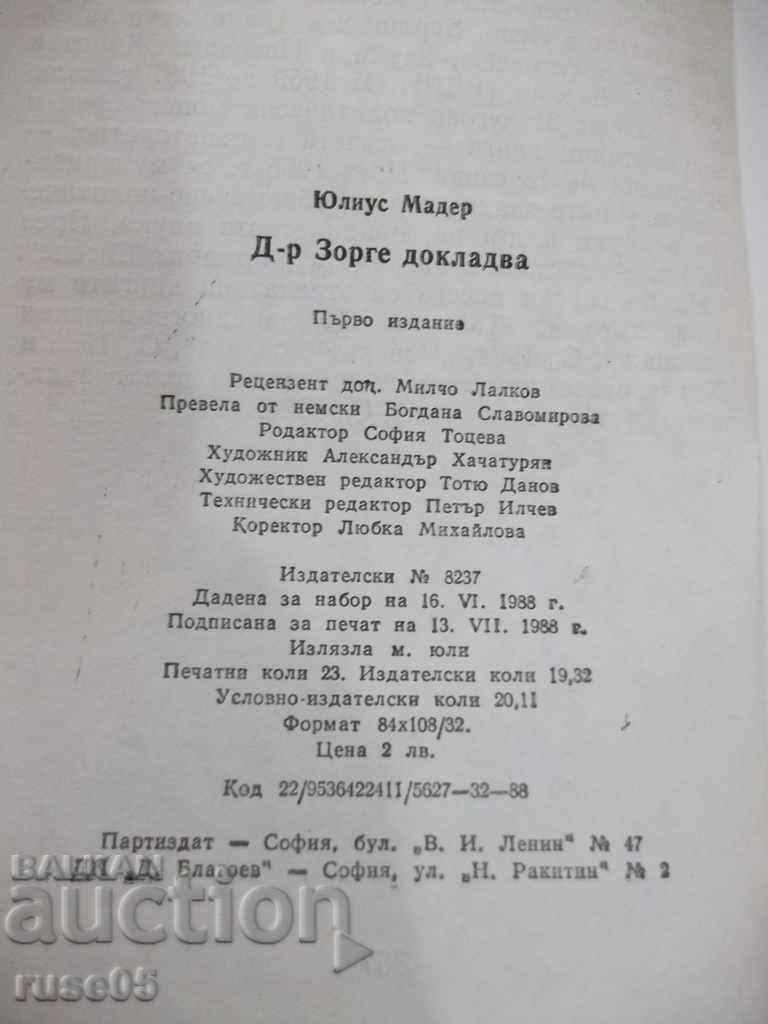 Юлиус Мадер
Д-р Зорге докладва
Първо издание
Рецензент доц. Милчо Лалков
Превела от немски Богдана Славомирова
Родактор София Тоцева
Художник Александър Хачатурян
Художествен редактор Тотю Данов
Технически редактор Петър Илчев
Коректор Любка Михайлова
Издателски № 8237
Дадена за набор на 16. VI. 1988 г.
Подписана за печат на 13. VII. 1988 г.
Излязла м. юли
Печатни коли 23. Издателски коли 19,32
Условно-издателски коли 20,11
Формат 84х108/32.
Цена 2 лв.
Код 22/9536422411/5627—32—88
Партиздат — София, бул. „В. И. Ленин“ № 47
ДП „Д. Благоев“ — София, ул. „Н. Ракитин“ № 2
BALKAN
auction
ruse05